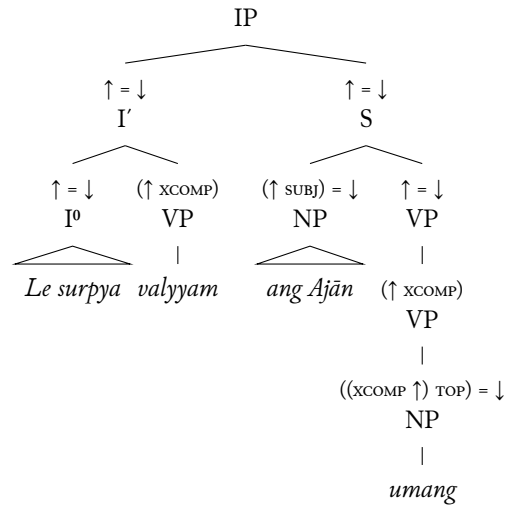 IP
↑ = ↓ ↑ = ↓
I′ S
↑ = ↓ (↑ XCOMP) (↑ SUBJ) = ↓ ↑ = ↓
I⁰ VP NP VP
Le surpya valyyam ang Ajān (↑ XCOMP)
VP
((XCOMP ↑) TOP) = ↓
NP
umang